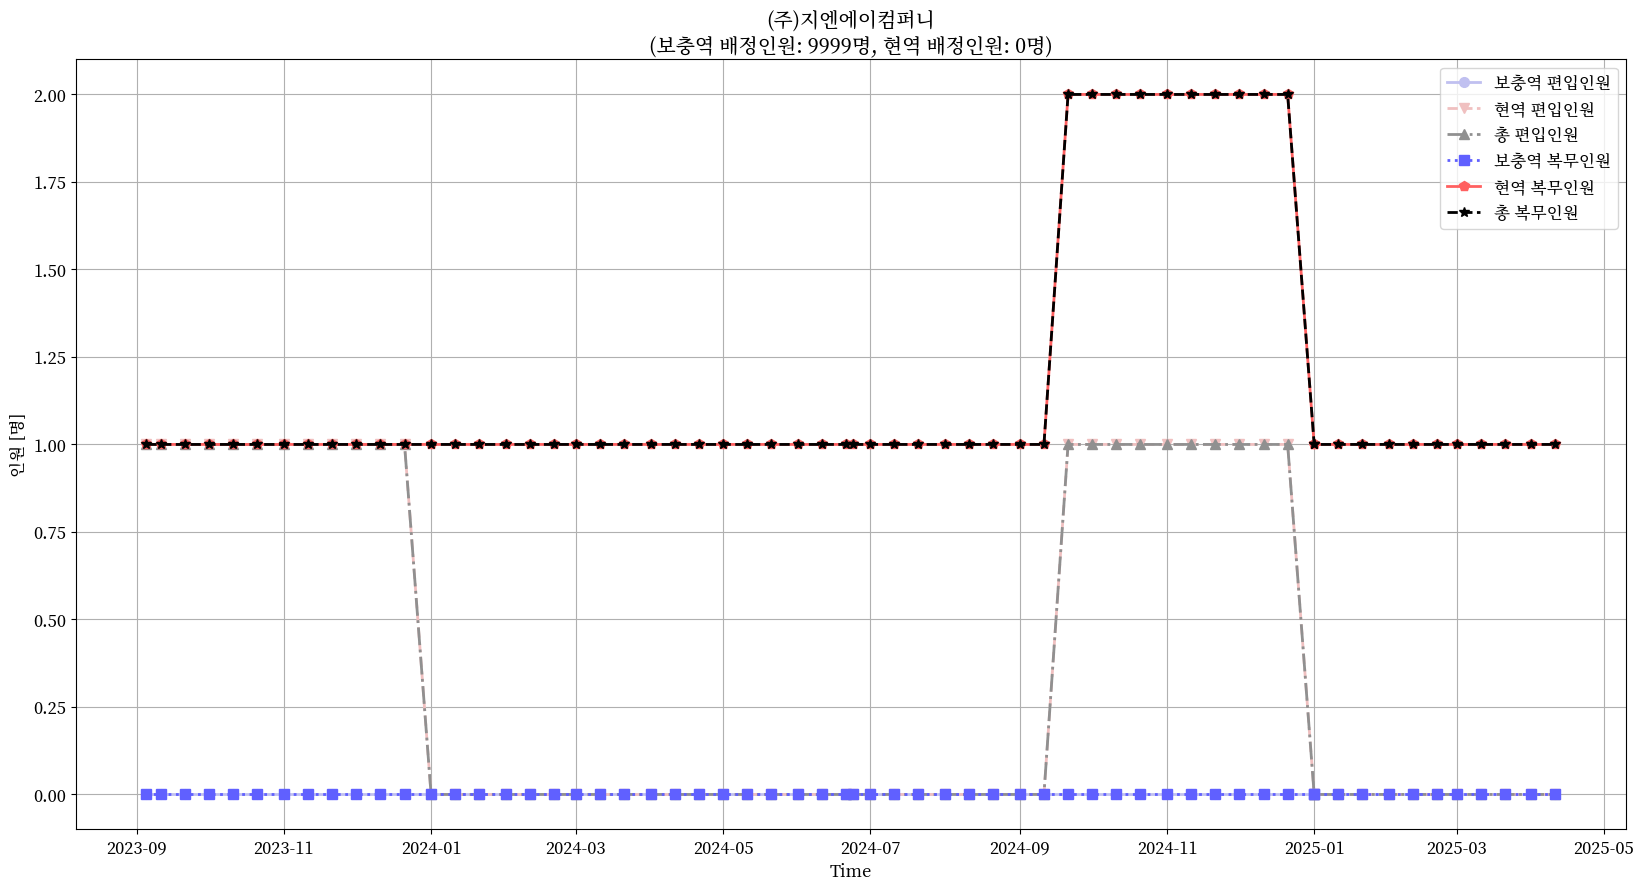 (주)지엔에이컴퍼니
(보충역 배정인원: 9999명, 현역 배정인원: 0명)
보충역 편입인원
현역 편입인원
총 편입인원
보충역 복무인원
현역 복무인원
총 복무인원
2.00
1.75
1.50
1.25
1.00
0.75
0.50
0.25
0.00
인원 [명]
2023-09 2023-11 2024-01 2024-03 2024-05 2024-07 2024-09 2024-11 2025-01 2025-03 2025-05
Time